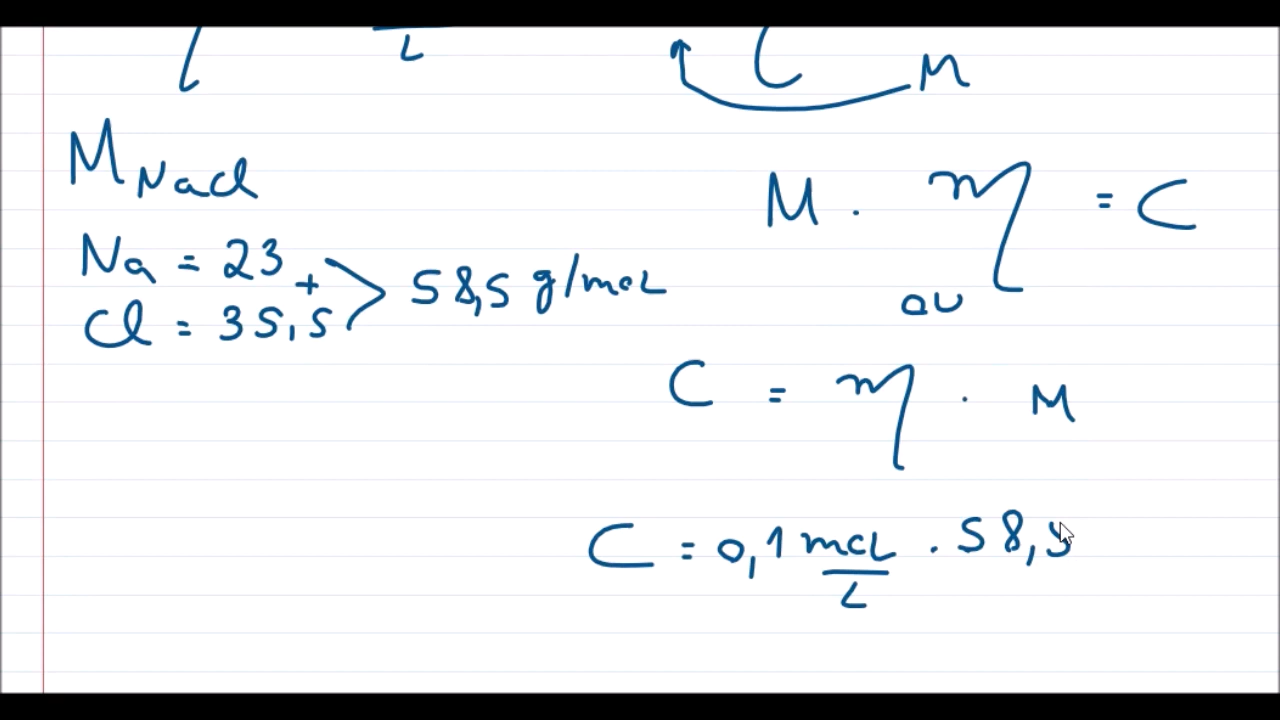 L
M
M NaCl
M . m = C
ou
Na = 23 +
Cl = 35,5
58,5 g/mol
C = m . M
C = 0,1 mol . 58,5
L